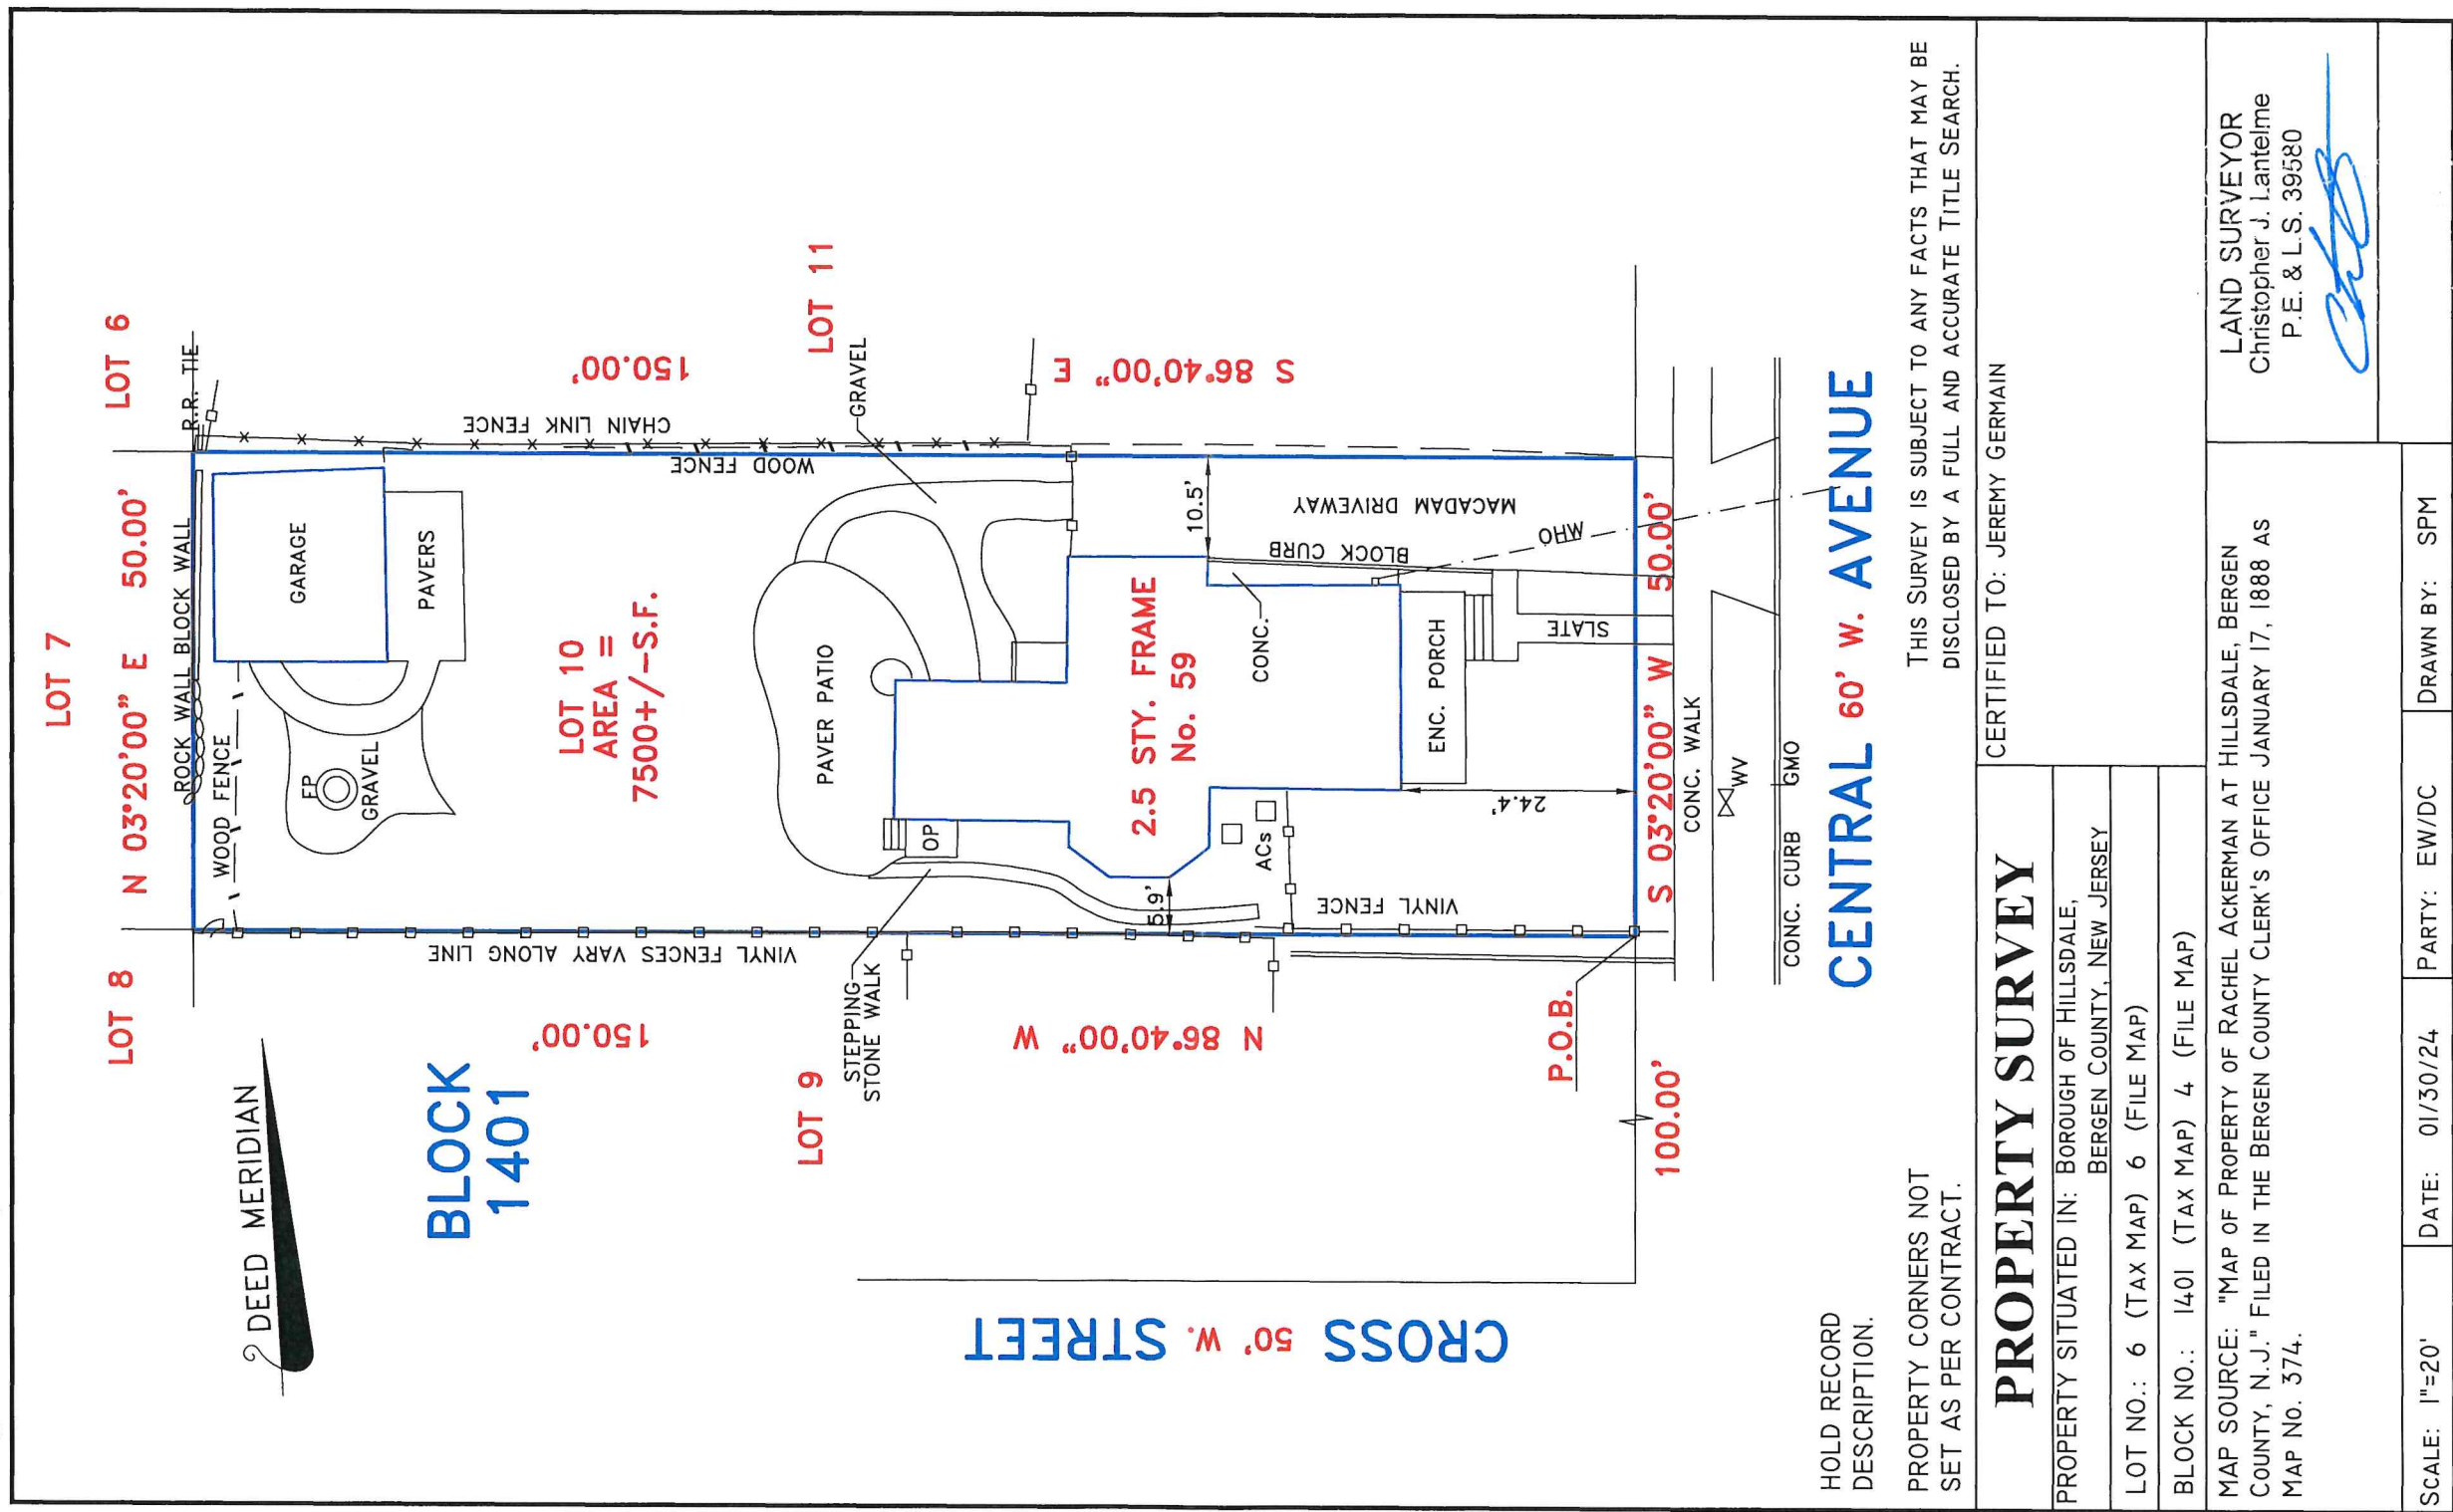 LOT 7
LOT 8
N 03°20'00" E 50.00'
LOT 6
R.R. TIE
ROCK WALL BLOCK WALL
WOOD FENCE
GARAGE
PAVERS
FP
GRAVEL
CHAIN LINK FENCE
WOOD FENCE
150.00'
LOT 11
S 86°40'00" E
GRAVEL
DEED MERIDIAN
BLOCK
1401
VINYL FENCES VARY ALONG LINE
150.00'
LOT 9
N 86°40'00" W
STEPPING
STONE WALK
LOT 10
AREA =
7500+/-S.F.
PAVER PATIO
OP
2.5 STY. FRAME
No. 59
10.5'
5.9'
ACs
CONC.
BLOCK CURB
MACADAM DRIVEWAY
OHW
ENC. PORCH
SLATE
24.4'
VINYL FENCE
P.O.B.
100.00'
S 03°20'00" W 50.00'
CONC. WALK
WV
CONC. CURB
GMO
CENTRAL 60' W. AVENUE
CROSS 50' W. STREET
HOLD RECORD
DESCRIPTION.
PROPERTY CORNERS NOT
SET AS PER CONTRACT.
THIS SURVEY IS SUBJECT TO ANY FACTS THAT MAY BE
DISCLOSED BY A FULL AND ACCURATE TITLE SEARCH.
PROPERTY SURVEY
CERTIFIED TO: JEREMY GERMAIN
PROPERTY SITUATED IN: BOROUGH OF HILLSDALE,
BERGEN COUNTY, NEW JERSEY
LOT NO.: 6 (TAX MAP) 6 (FILE MAP)
BLOCK NO.: 1401 (TAX MAP) 4 (FILE MAP)
MAP SOURCE: "MAP OF PROPERTY OF RACHEL ACKERMAN AT HILLSDALE, BERGEN
COUNTY, N.J." FILED IN THE BERGEN COUNTY CLERK'S OFFICE JANUARY 17, 1888 AS
MAP No. 374.
LAND SURVEYOR
Christopher J. Lantelme
P.E. & L.S. 39580
SCALE: 1"=20'
DATE: 01/30/24
PARTY: EW/DC
DRAWN BY: SPM